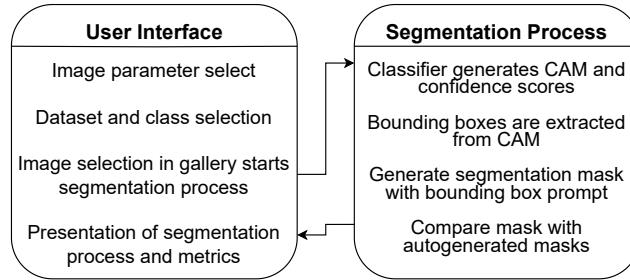 User Interface
Image parameter select
Dataset and class selection
Image selection in gallery starts
segmentation process
Presentation of segmentation
process and metrics
Segmentation Process
Classifier generates CAM and
confidence scores
Bounding boxes are extracted
from CAM
Generate segmentation mask
with bounding box prompt
Compare mask with
autogenerated masks